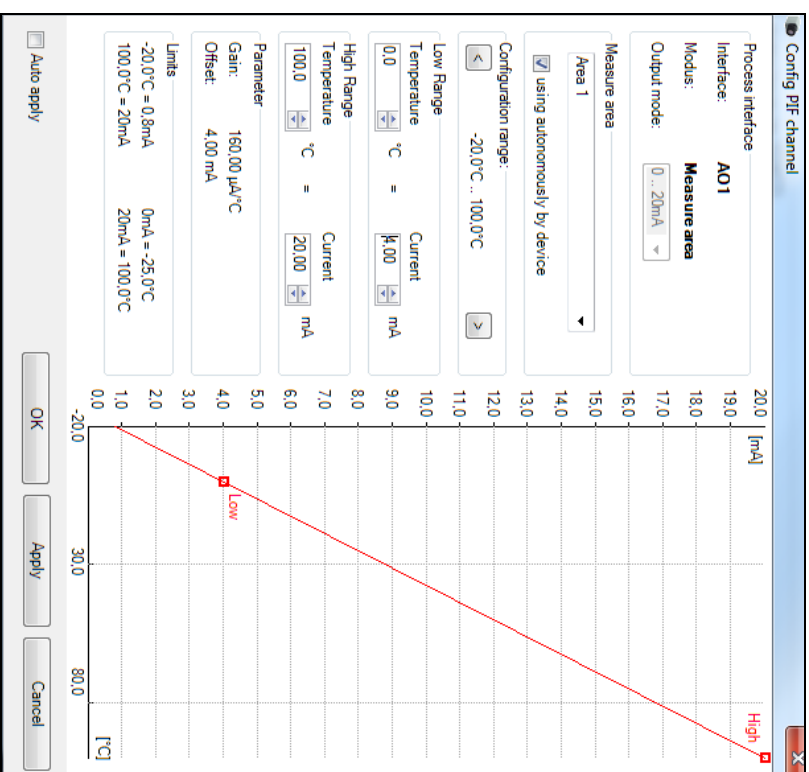 Config PIF channel
X
Process interface
Interface: AO1
Modus: Measure area
Output mode: 0 .. 20mA
Measure area
Area 1
using autonomously by device
Configuration range:
< -20,0°C .. 100,0°C >
Low Range
Temperature Current
0,0 °C = 4,00 mA
High Range
Temperature Current
100,0 °C = 20,00 mA
Parameter
Gain: 160,00 µA/°C
Offset: 4,00 mA
Limits
-20,0°C = 0,8mA 0mA = -25,0°C
100,0°C = 20mA 20mA = 100,0°C
Auto apply
OK Apply Cancel
20,0 [mA]
High
19,0
18,0
17,0
16,0
15,0
14,0
13,0
12,0
11,0
10,0
9,0
8,0
7,0
6,0
5,0
4,0
Low
3,0
2,0
1,0
0,0
-20,0 30,0 80,0 [°C]